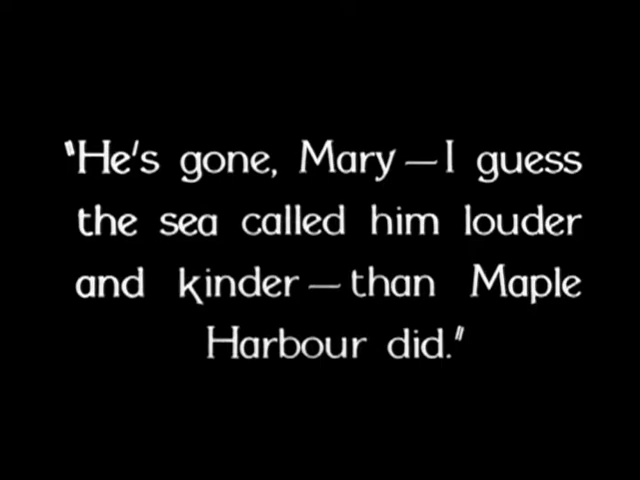 "He's gone, Mary—I guess
the sea called him louder
and kinder—than Maple
Harbour did."